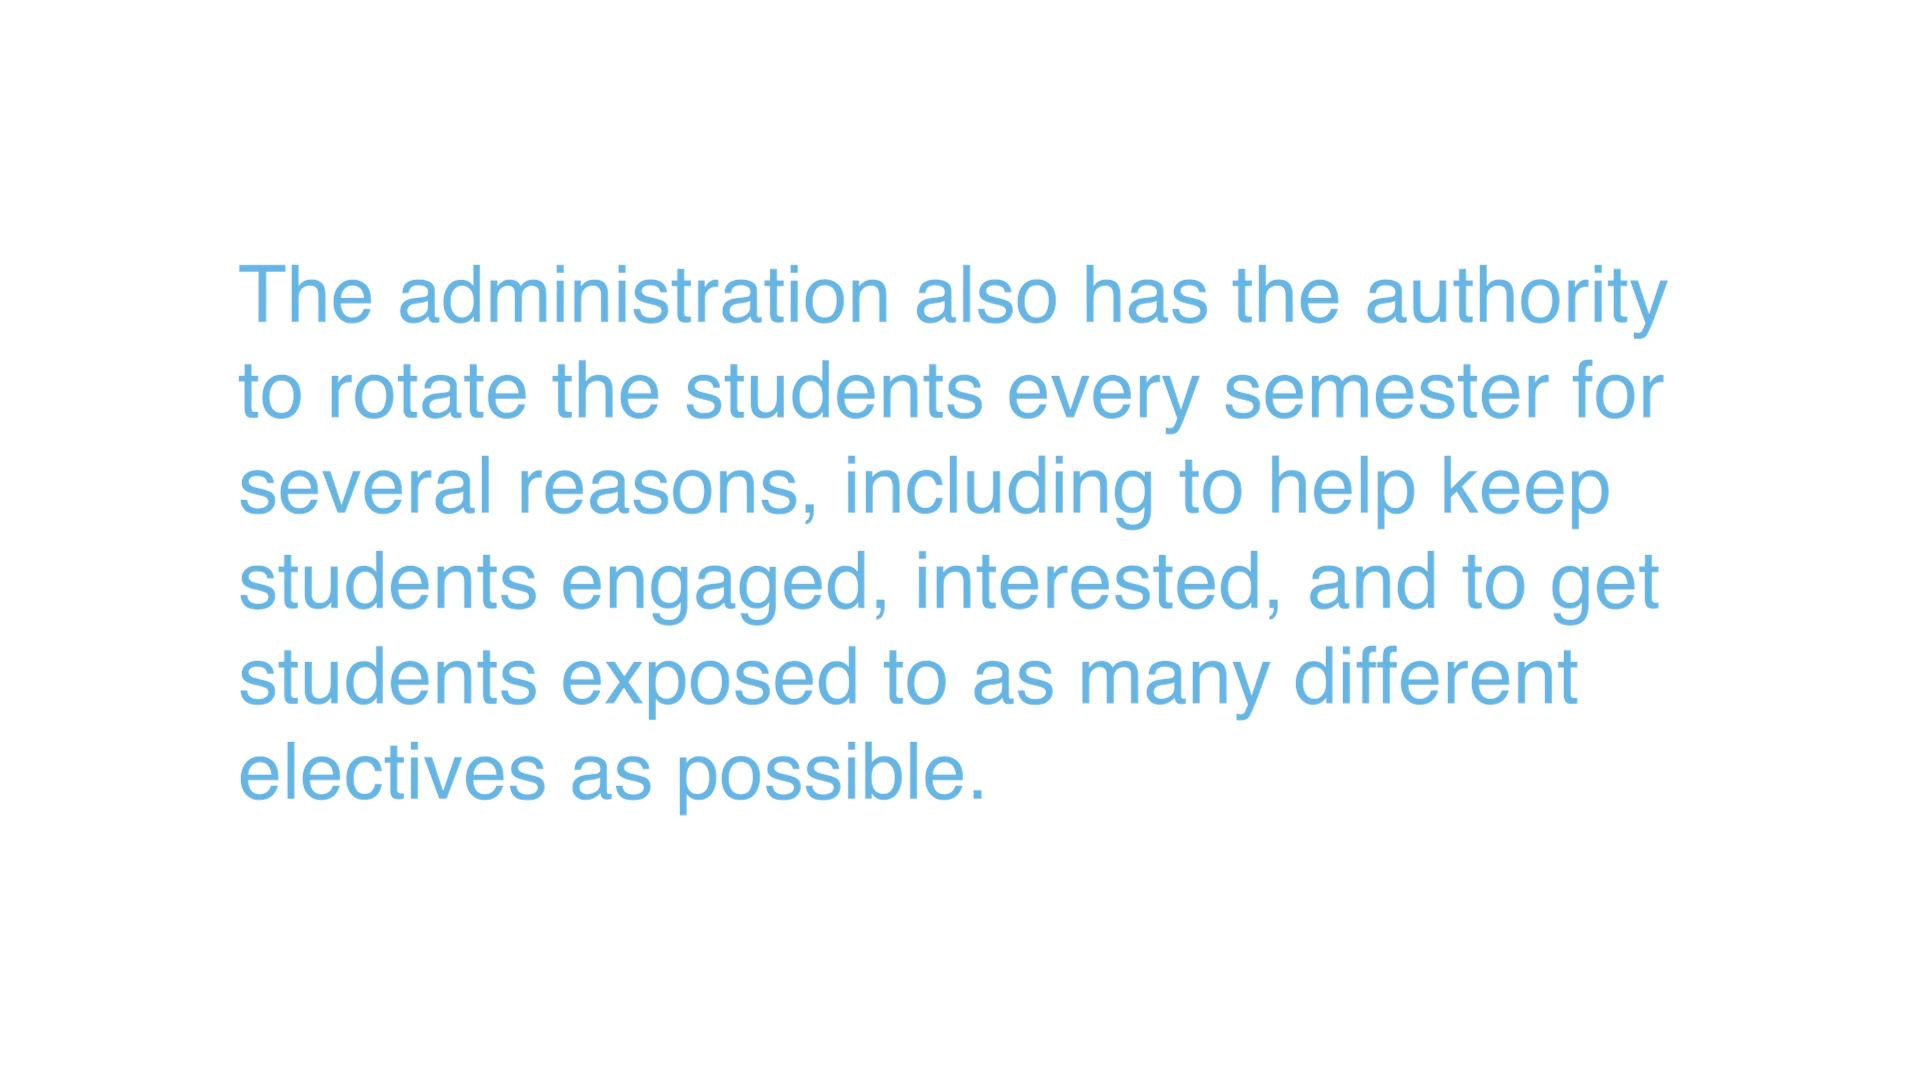 The administration also has the authority
to rotate the students every semester for
several reasons, including to help keep
students engaged, interested, and to get
students exposed to as many different
electives as possible.